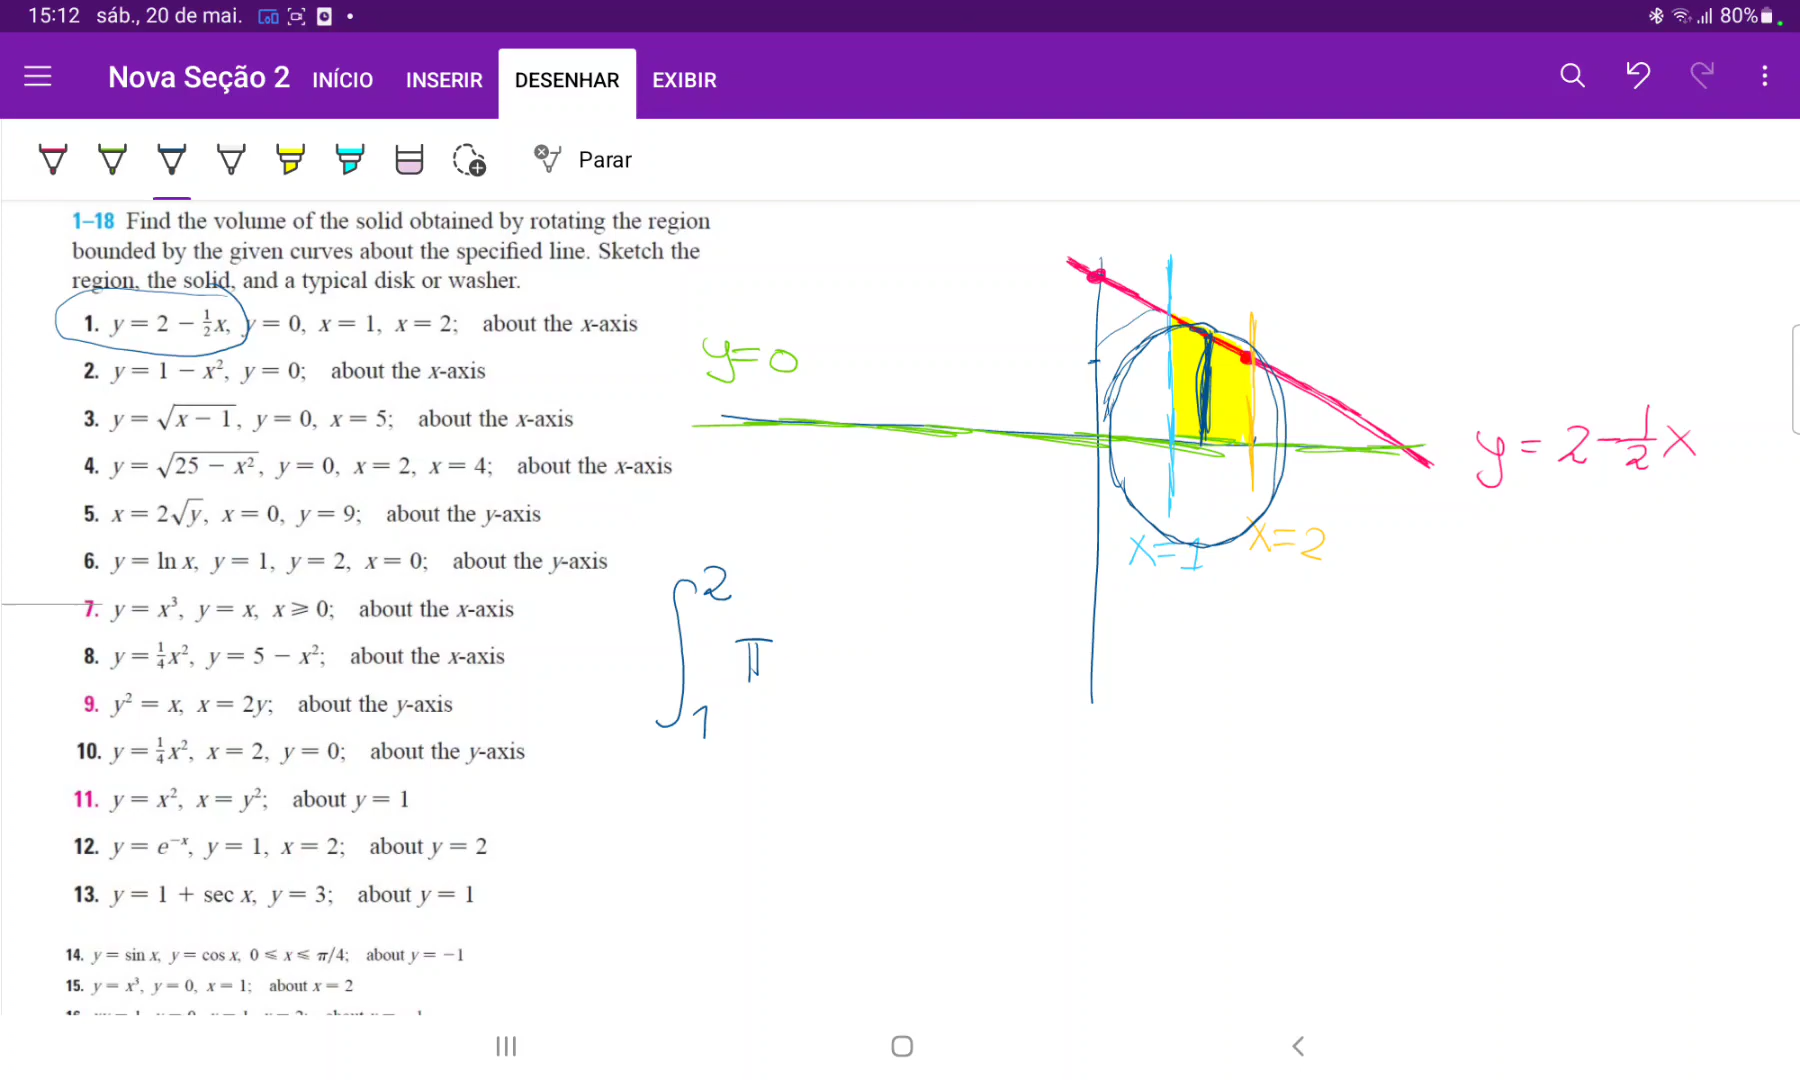 15:12 sáb., 20 de mai.
80%
Nova Seção 2 INÍCIO INSERIR DESENHAR EXIBIR
Parar
1–18 Find the volume of the solid obtained by rotating the region
bounded by the given curves about the specified line. Sketch the
region, the solid, and a typical disk or washer.
1. y = 2 − ½x, y = 0, x = 1, x = 2; about the x-axis
2. y = 1 − x², y = 0; about the x-axis
3. y = √(x − 1), y = 0, x = 5; about the x-axis
4. y = √(25 − x²), y = 0, x = 2, x = 4; about the x-axis
5. x = 2√y, x = 0, y = 9; about the y-axis
6. y = ln x, y = 1, y = 2, x = 0; about the y-axis
7. y = x³, y = x, x ⩾ 0; about the x-axis
8. y = ¼x², y = 5 − x²; about the x-axis
9. y² = x, x = 2y; about the y-axis
10. y = ¼x², x = 2, y = 0; about the y-axis
11. y = x², x = y²; about y = 1
12. y = e⁻ˣ, y = 1, x = 2; about y = 2
13. y = 1 + sec x, y = 3; about y = 1
14. y = sin x, y = cos x, 0 ⩽ x ⩽ π/4; about y = −1
15. y = x³, y = 0, x = 1; about x = 2
y=0
y=2-½x
x=1
x=2
∫₁² π